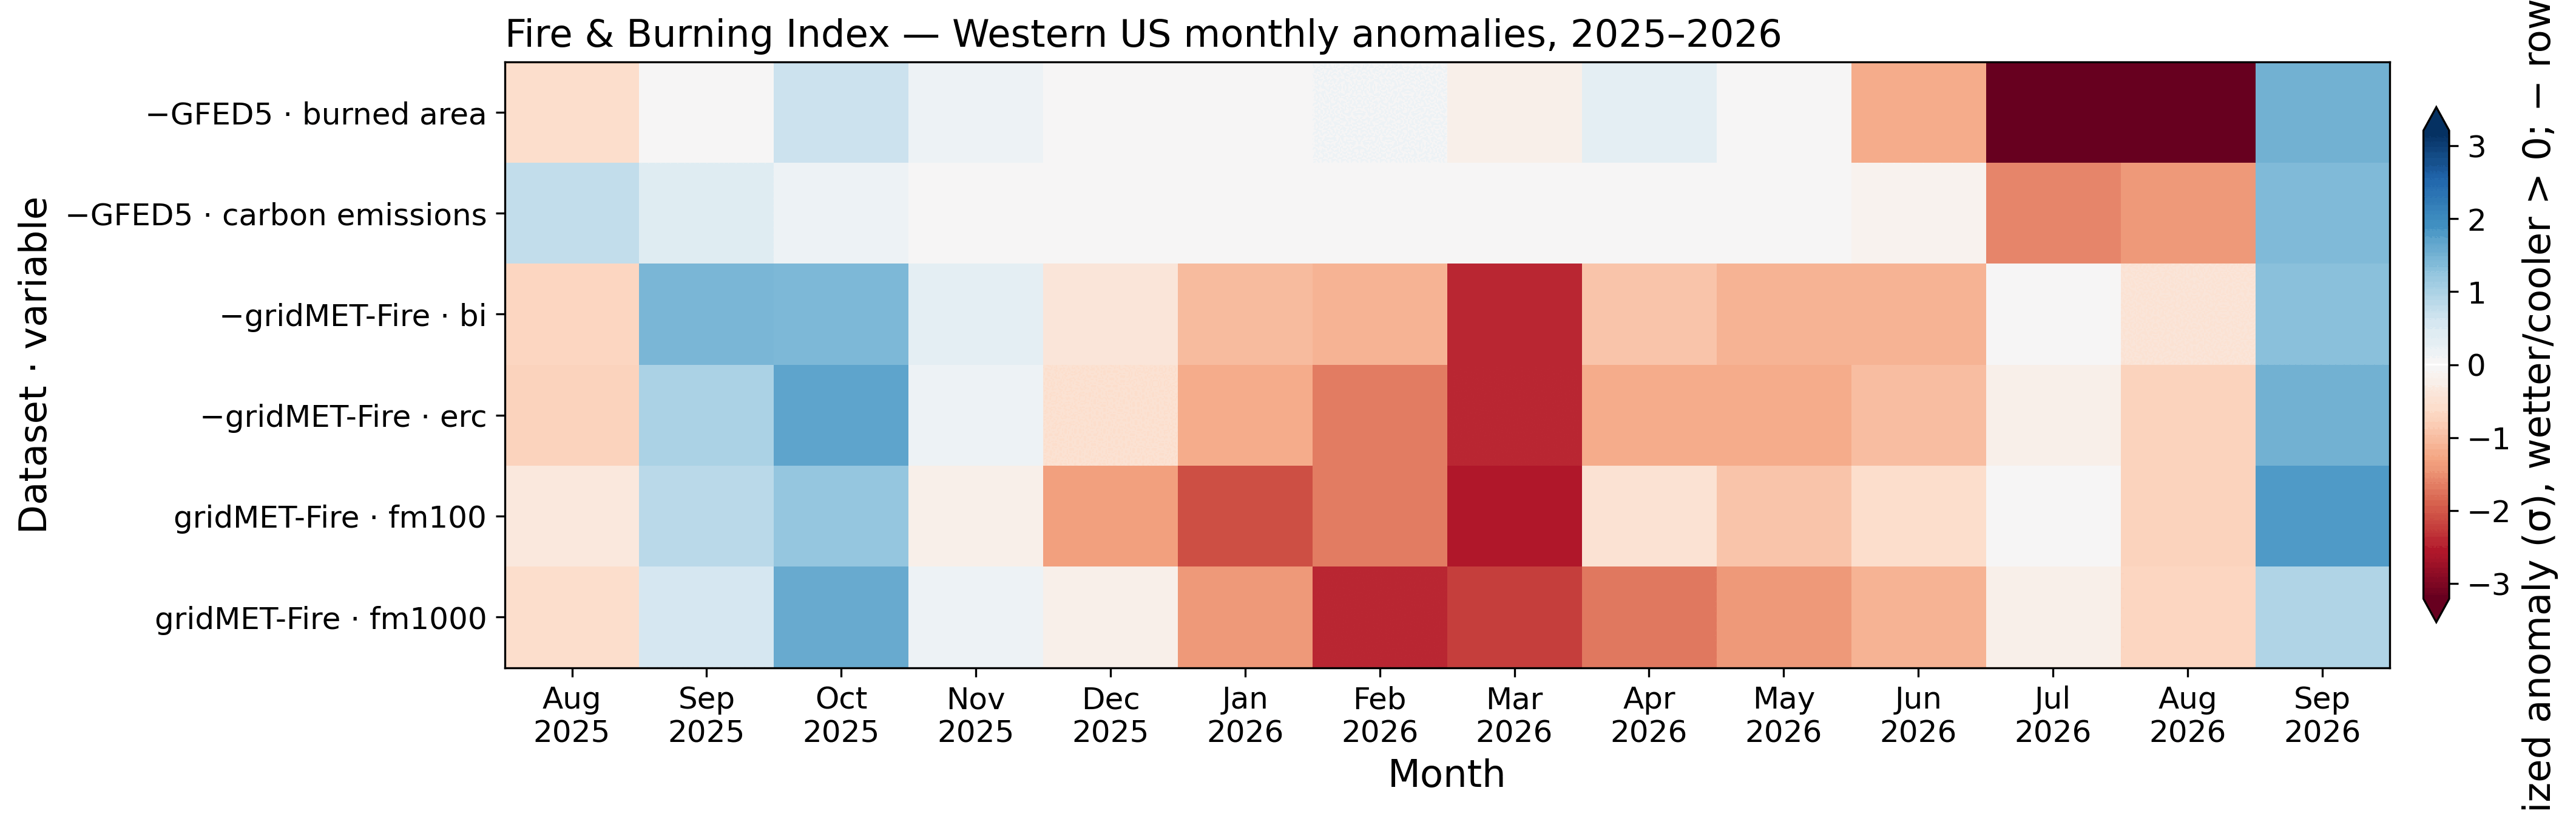 Fire & Burning Index — Western US monthly anomalies, 2025–2026
Dataset · variable
−GFED5 · burned area
−GFED5 · carbon emissions
−gridMET-Fire · bi
−gridMET-Fire · erc
gridMET-Fire · fm100
gridMET-Fire · fm1000
Aug
2025
Sep
2025
Oct
2025
Nov
2025
Dec
2025
Jan
2026
Feb
2026
Mar
2026
Apr
2026
May
2026
Jun
2026
Jul
2026
Aug
2026
Sep
2026
Month
3
2
1
0
−1
−2
−3
ized anomaly (σ), wetter/cooler > 0; − row